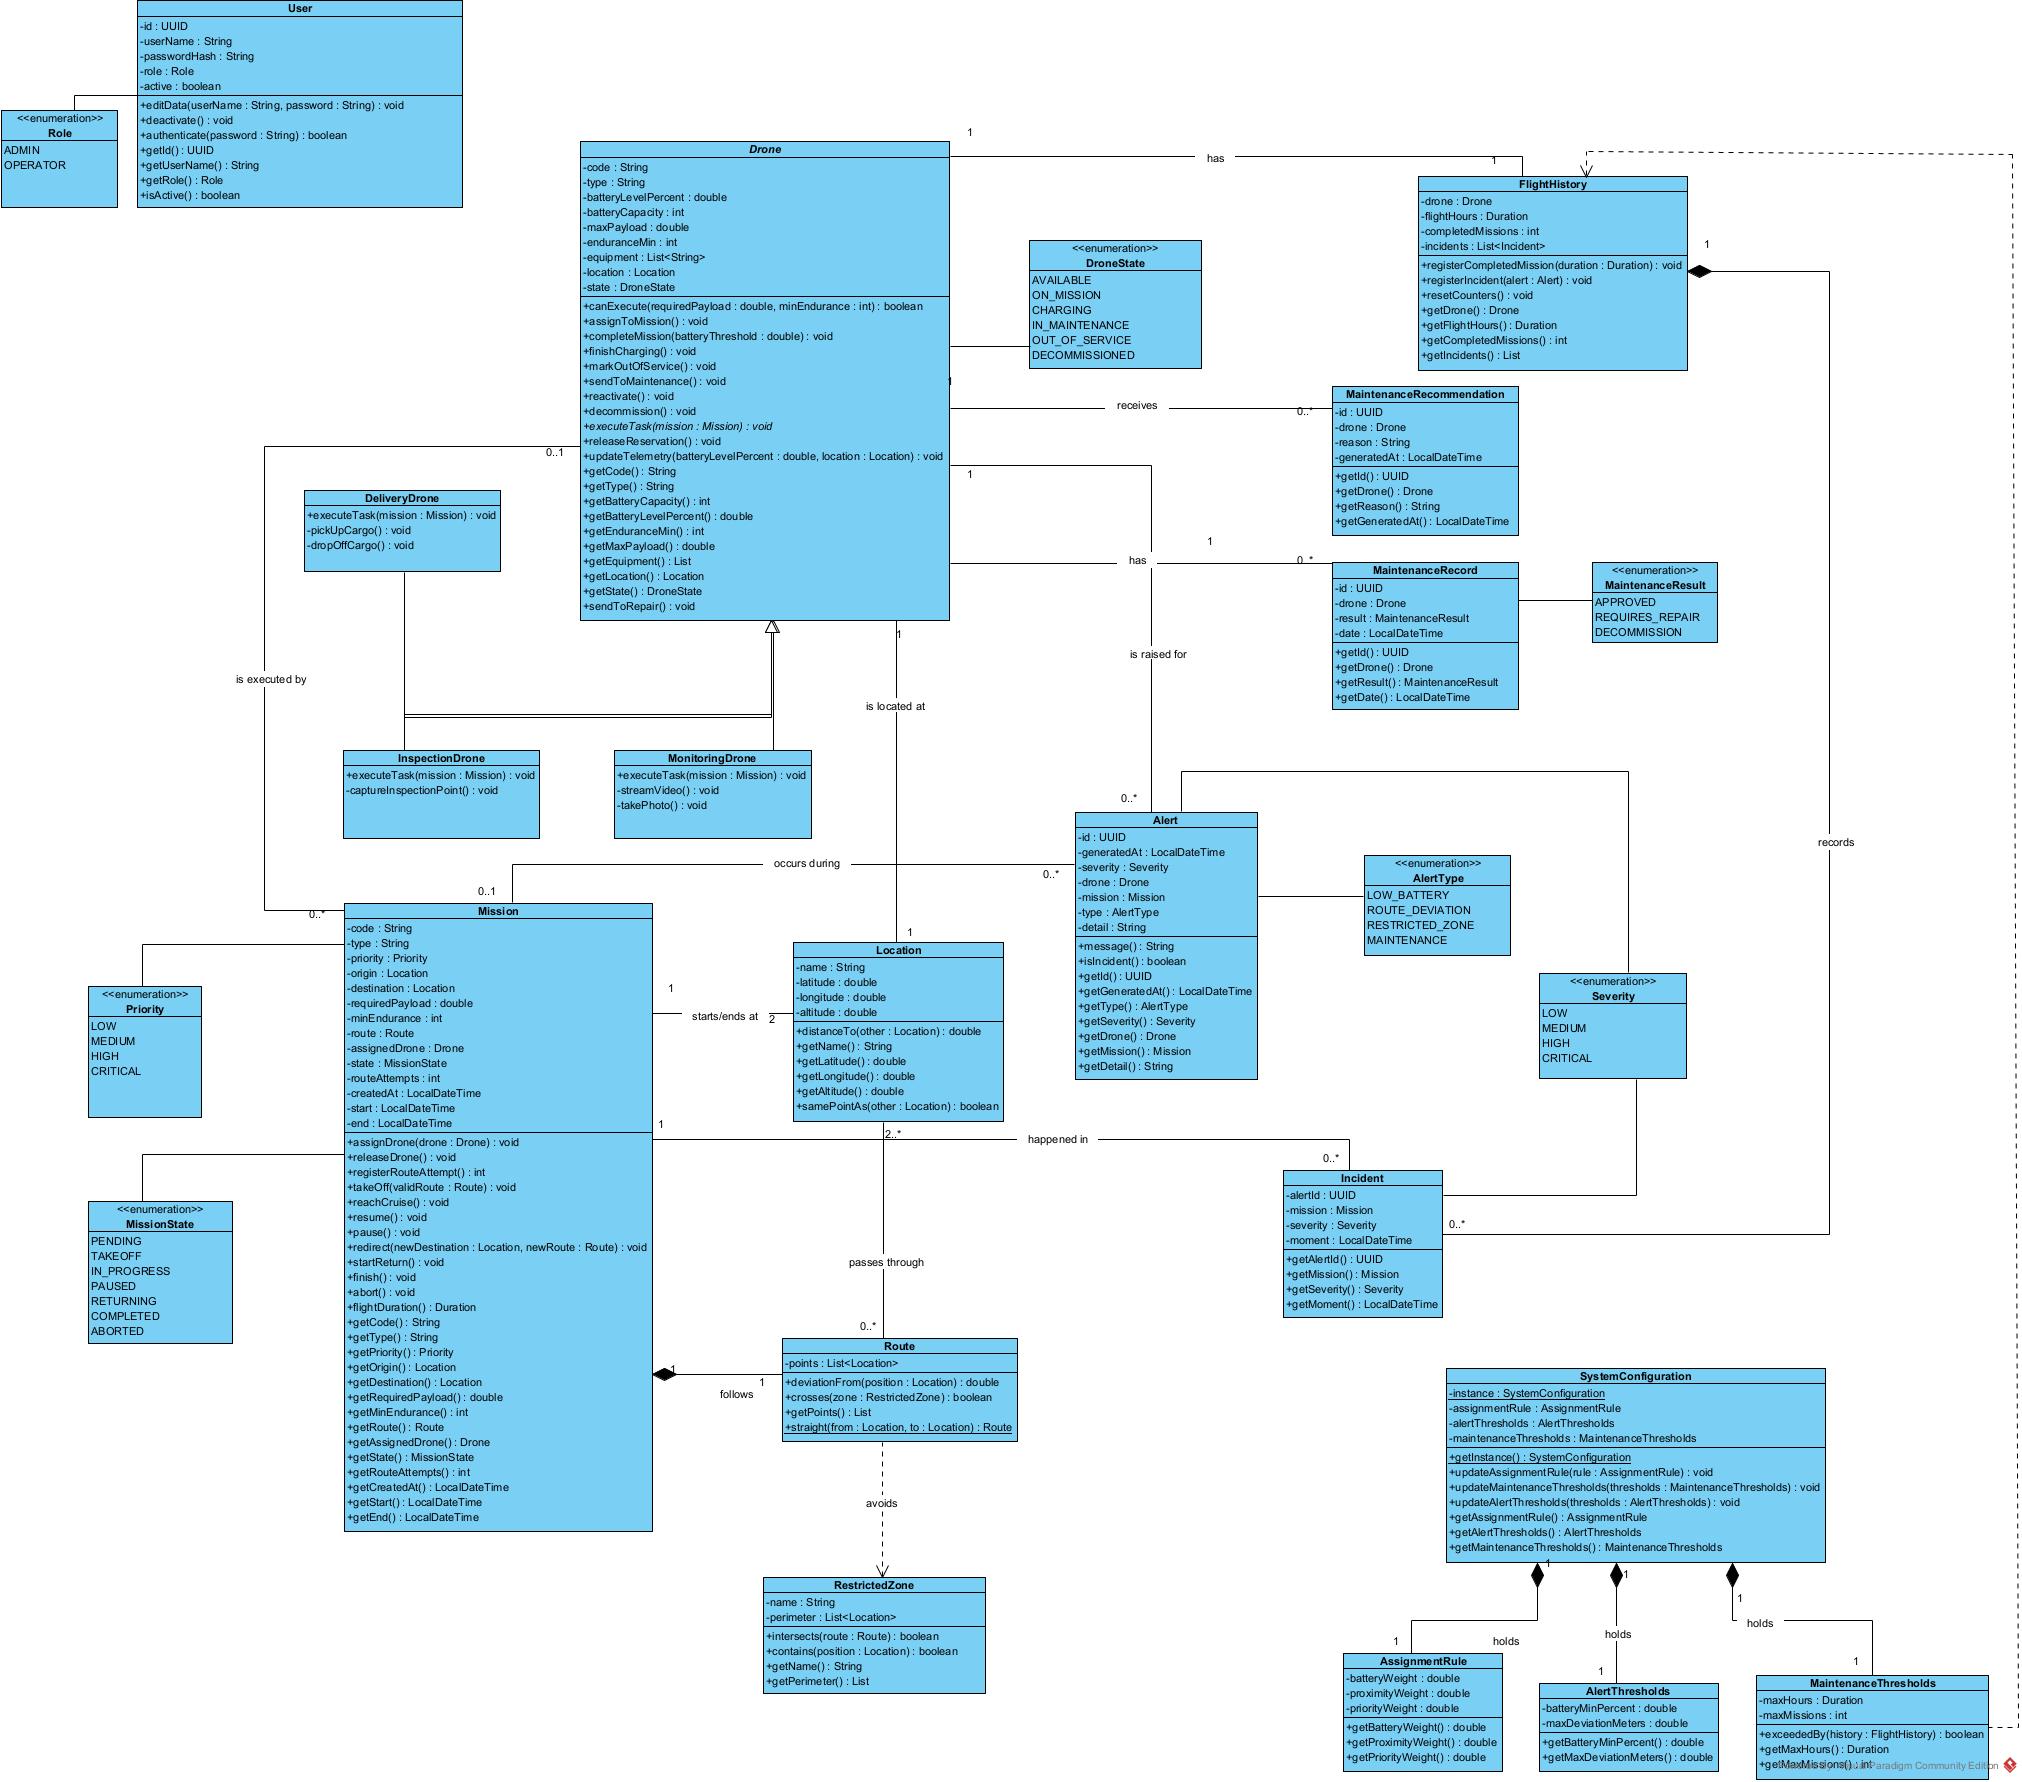 User
-id : UUID
-userName : String
-passwordHash : String
-role : Role
-active : boolean
+editData(userName : String, password : String) : void
+deactivate() : void
+authenticate(password : String) : boolean
+getId() : UUID
+getUserName() : String
+getRole() : Role
+isActive() : boolean
<<enumeration>>
Role
ADMIN
OPERATOR
Drone
-code : String
-type : String
-batteryLevelPercent : double
-batteryCapacity : int
-maxPayload : double
-enduranceMin : int
-equipment : List<String>
-location : Location
-state : DroneState
+canExecute(requiredPayload : double, minEndurance : int) : boolean
+assignToMission() : void
+completeMission(batteryThreshold : double) : void
+finishCharging() : void
+markOutOfService() : void
+sendToMaintenance() : void
+reactivate() : void
+decommission() : void
+executeTask(mission : Mission) : void
+releaseReservation() : void
+updateTelemetry(batteryLevelPercent : double, location : Location) : void
+getCode() : String
+getType() : String
+getBatteryCapacity() : int
+getBatteryLevelPercent() : double
+getEnduranceMin() : int
+getMaxPayload() : double
+getEquipment() : List
+getLocation() : Location
+getState() : DroneState
+sendToRepair() : void
1
has
1
FlightHistory
-drone : Drone
-flightHours : Duration
-completedMissions : int
-incidents : List<Incident>
+registerCompletedMission(duration : Duration) : void
+registerIncident(alert : Alert) : void
+resetCounters() : void
+getDrone() : Drone
+getFlightHours() : Duration
+getCompletedMissions() : int
+getIncidents() : List
1
<<enumeration>>
DroneState
AVAILABLE
ON_MISSION
CHARGING
IN_MAINTENANCE
OUT_OF_SERVICE
DECOMMISSIONED
1
receives
0..*
MaintenanceRecommendation
-id : UUID
-drone : Drone
-reason : String
-generatedAt : LocalDateTime
+getId() : UUID
+getDrone() : Drone
+getReason() : String
+getGeneratedAt() : LocalDateTime
0..1
1
is executed by
DeliveryDrone
+executeTask(mission : Mission) : void
-pickUpCargo() : void
-dropOffCargo() : void
1
has
0..*
MaintenanceRecord
-id : UUID
-drone : Drone
-result : MaintenanceResult
-date : LocalDateTime
+getId() : UUID
+getDrone() : Drone
+getResult() : MaintenanceResult
+getDate() : LocalDateTime
<<enumeration>>
MaintenanceResult
APPROVED
REQUIRES_REPAIR
DECOMMISSION
1
is raised for
is located at
InspectionDrone
+executeTask(mission : Mission) : void
-captureInspectionPoint() : void
MonitoringDrone
+executeTask(mission : Mission) : void
-streamVideo() : void
-takePhoto() : void
0..*
Alert
-id : UUID
-generatedAt : LocalDateTime
-severity : Severity
-drone : Drone
-mission : Mission
-type : AlertType
-detail : String
+message() : String
+isIncident() : boolean
+getId() : UUID
+getGeneratedAt() : LocalDateTime
+getType() : AlertType
+getSeverity() : Severity
+getDrone() : Drone
+getMission() : Mission
+getDetail() : String
records
occurs during
0..*
0..1
<<enumeration>>
AlertType
LOW_BATTERY
ROUTE_DEVIATION
RESTRICTED_ZONE
MAINTENANCE
0..*
Mission
-code : String
-type : String
-priority : Priority
-origin : Location
-destination : Location
-requiredPayload : double
-minEndurance : int
-route : Route
-assignedDrone : Drone
-state : MissionState
-routeAttempts : int
-createdAt : LocalDateTime
-start : LocalDateTime
-end : LocalDateTime
+assignDrone(drone : Drone) : void
+releaseDrone() : void
+registerRouteAttempt() : int
+takeOff(validRoute : Route) : void
+reachCruise() : void
+resume() : void
+pause() : void
+redirect(newDestination : Location, newRoute : Route) : void
+startReturn() : void
+finish() : void
+abort() : void
+flightDuration() : Duration
+getCode() : String
+getType() : String
+getPriority() : Priority
+getOrigin() : Location
+getDestination() : Location
+getRequiredPayload() : double
+getMinEndurance() : int
+getRoute() : Route
+getAssignedDrone() : Drone
+getState() : MissionState
+getRouteAttempts() : int
+getCreatedAt() : LocalDateTime
+getStart() : LocalDateTime
+getEnd() : LocalDateTime
<<enumeration>>
Priority
LOW
MEDIUM
HIGH
CRITICAL
<<enumeration>>
MissionState
PENDING
TAKEOFF
IN_PROGRESS
PAUSED
RETURNING
COMPLETED
ABORTED
1
Location
-name : String
-latitude : double
-longitude : double
-altitude : double
+distanceTo(other : Location) : double
+getName() : String
+getLatitude() : double
+getLongitude() : double
+getAltitude() : double
+samePointAs(other : Location) : boolean
1
starts/ends at
2
<<enumeration>>
Severity
LOW
MEDIUM
HIGH
CRITICAL
1
2..*
happened in
0..*
Incident
-alertId : UUID
-mission : Mission
-severity : Severity
-moment : LocalDateTime
+getAlertId() : UUID
+getMission() : Mission
+getSeverity() : Severity
+getMoment() : LocalDateTime
0..*
passes through
0..*
Route
-points : List<Location>
+deviationFrom(position : Location) : double
+crosses(zone : RestrictedZone) : boolean
+getPoints() : List
+straight(from : Location, to : Location) : Route
1
1
follows
avoids
RestrictedZone
-name : String
-perimeter : List<Location>
+intersects(route : Route) : boolean
+contains(position : Location) : boolean
+getName() : String
+getPerimeter() : List
SystemConfiguration
-instance : SystemConfiguration
-assignmentRule : AssignmentRule
-alertThresholds : AlertThresholds
-maintenanceThresholds : MaintenanceThresholds
+getInstance() : SystemConfiguration
+updateAssignmentRule(rule : AssignmentRule) : void
+updateMaintenanceThresholds(thresholds : MaintenanceThresholds) : void
+updateAlertThresholds(thresholds : AlertThresholds) : void
+getAssignmentRule() : AssignmentRule
+getAlertThresholds() : AlertThresholds
+getMaintenanceThresholds() : MaintenanceThresholds
1
1
1
holds
holds
holds
1
1
1
AssignmentRule
-batteryWeight : double
-proximityWeight : double
-priorityWeight : double
+getBatteryWeight() : double
+getProximityWeight() : double
+getPriorityWeight() : double
AlertThresholds
-batteryMinPercent : double
-maxDeviationMeters : double
+getBatteryMinPercent() : double
+getMaxDeviationMeters() : double
MaintenanceThresholds
-maxHours : Duration
-maxMissions : int
+exceededBy(history : FlightHistory) : boolean
+getMaxHours() : Duration
+getMaxMissions() : int
Paradigm Community Edition